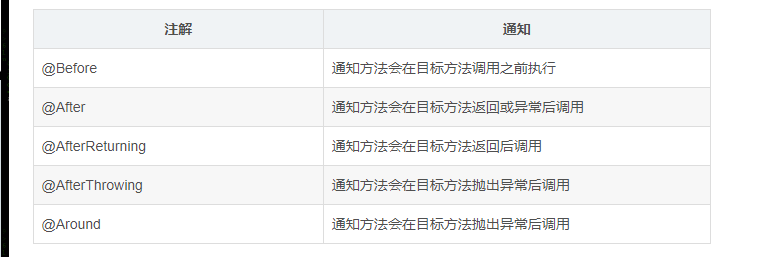 注解 通知
@Before 通知方法会在目标方法调用之前执行
@After 通知方法会在目标方法返回或异常后调用
@AfterReturning 通知方法会在目标方法返回后调用
@AfterThrowing 通知方法会在目标方法抛出异常后调用
@Around 通知方法会在目标方法抛出异常后调用